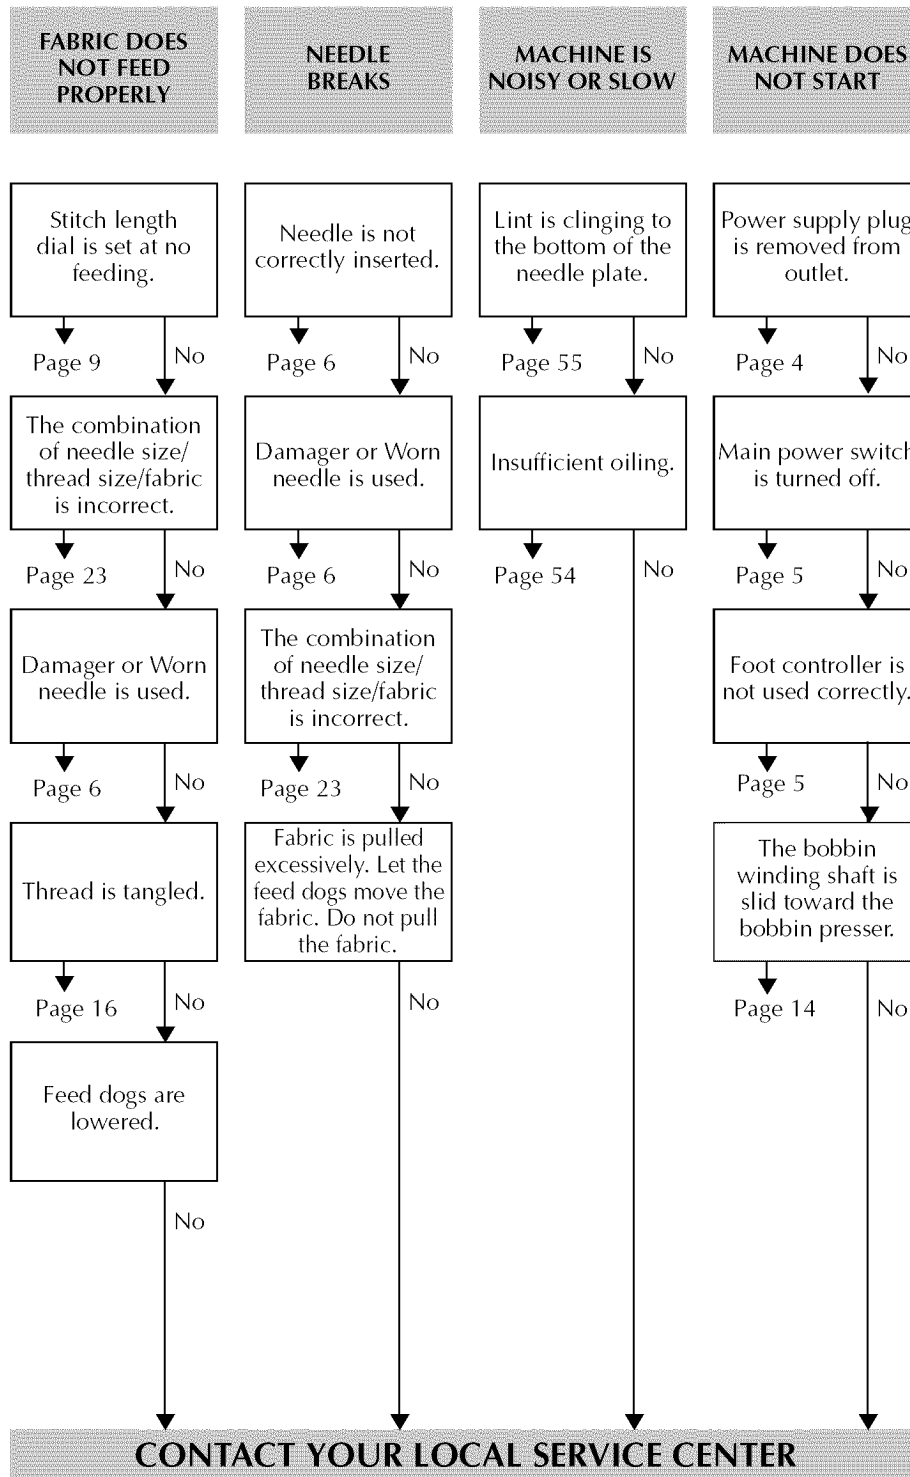 FABRIC DOES
NOT FEED
PROPERLY
Stitch length
dial is set at no
feeding.
Page 9
No
The combination
of needle size/
thread size/fabric
is incorrect.
Page 23
No
Damager or Worn
needle is used.
Page 6
No
Thread is tangled.
Page 16
No
Feed dogs are
lowered.
No
NEEDLE
BREAKS
Needle is not
correctly inserted.
Page 6
No
Damager or Worn
needle is used.
Page 6
No
The combination
of needle size/
thread size/fabric
is incorrect.
Page 23
No
Fabric is pulled
excessively. Let the
feed dogs move the
fabric. Do not pull
the fabric.
No
MACHINE IS
NOISY OR SLOW
Lint is clinging to
the bottom of the
needle plate.
Page 55
No
Insufficient oiling.
Page 54
No
MACHINE DOES
NOT START
Power supply plug
is removed from
outlet.
Page 4
No
Main power switch
is turned off.
Page 5
No
Foot controller is
not used correctly.
Page 5
No
The bobbin
winding shaft is
slid toward the
bobbin presser.
Page 14
No
CONTACT YOUR LOCAL SERVICE CENTER